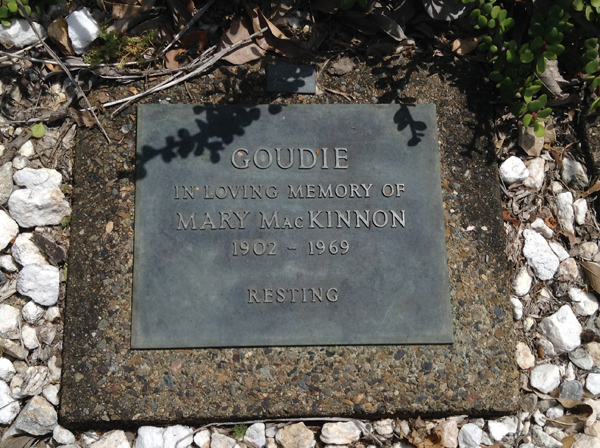 GOUDIE
IN LOVING MEMORY OF
MARY MacKINNON
1902 - 1969
RESTING